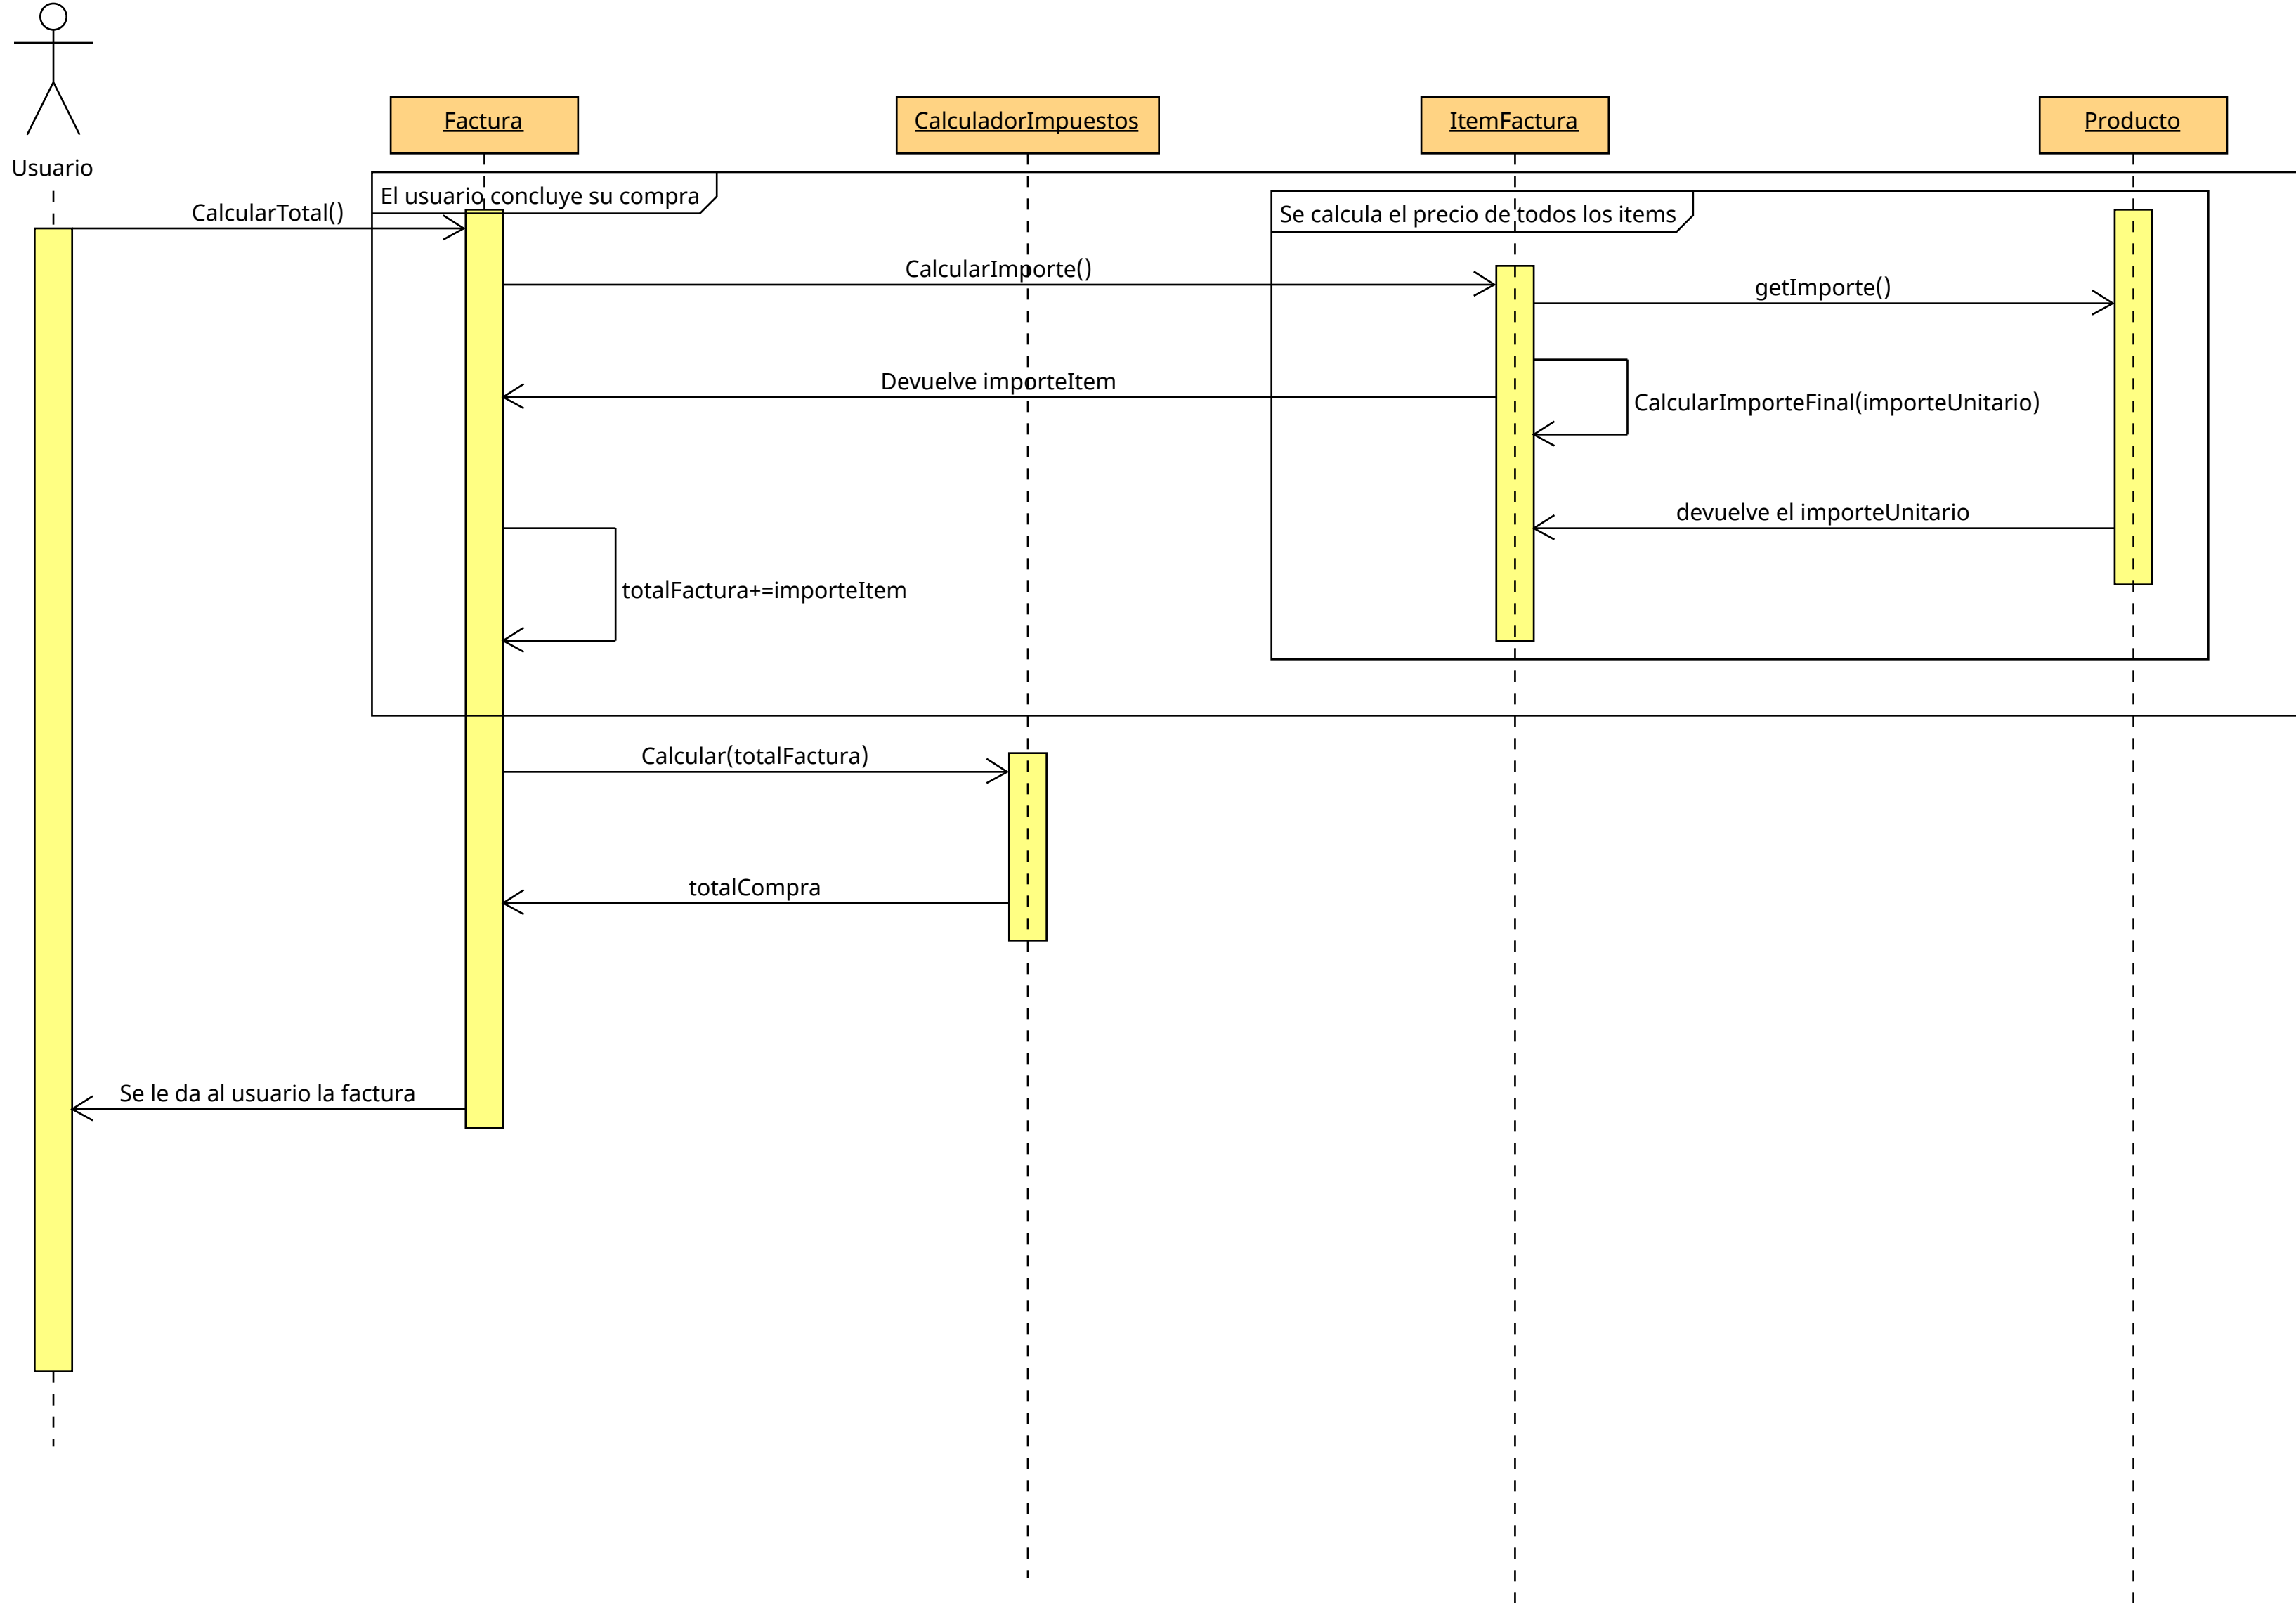 Usuario
Factura
CalculadorImpuestos
ItemFactura
Producto
El usuario concluye su compra
Se calcula el precio de todos los items
CalcularTotal()
CalcularImporte()
getImporte()
Devuelve importeItem
CalcularImporteFinal(importeUnitario)
devuelve el importeUnitario
totalFactura+=importeItem
Calcular(totalFactura)
totalCompra
Se le da al usuario la factura